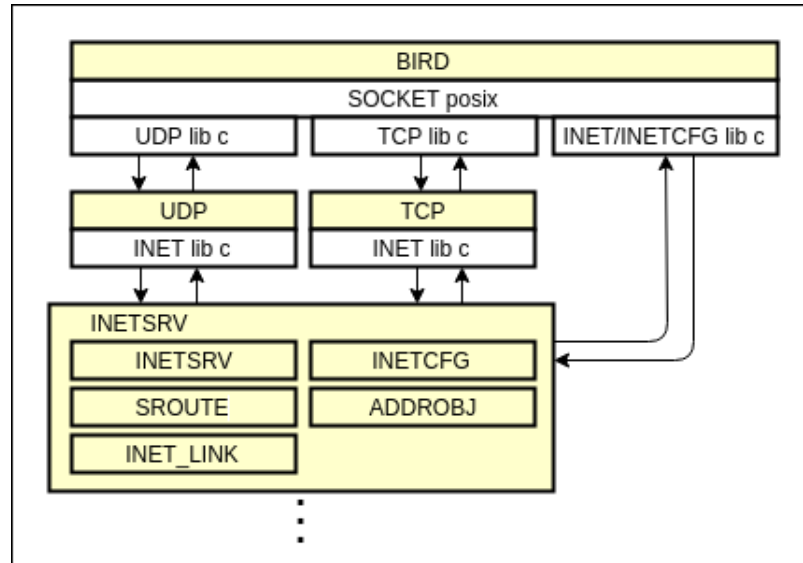 BIRD
SOCKET posix
UDP lib c
TCP lib c
INET/INETCFG lib c
UDP
TCP
INET lib c
INET lib c
INETSRV
INETSRV
INETCFG
SROUTE
ADDROBJ
INET_LINK